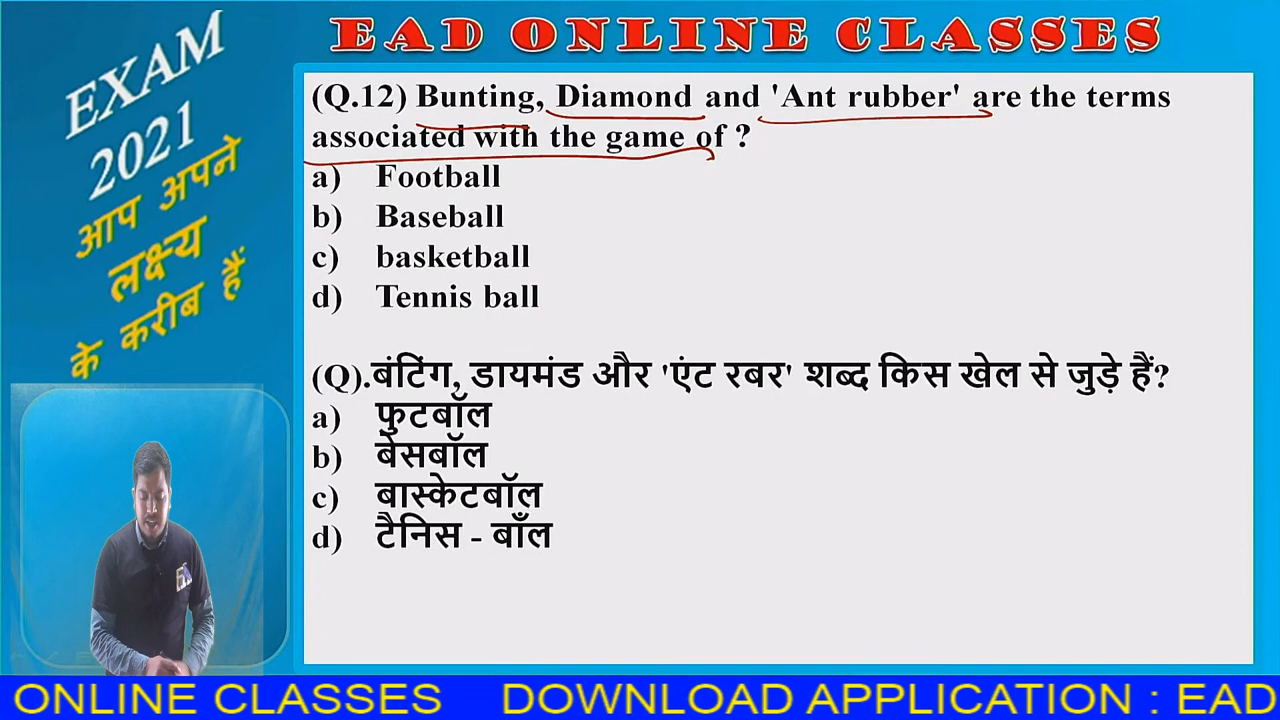 EAD ONLINE CLASSES
EXAM
2021
आप अपने
लक्ष्य
के करीब हैं
(Q.12) Bunting, Diamond and 'Ant rubber' are the terms
associated with the game of ?
a) Football
b) Baseball
c) basketball
d) Tennis ball
(Q).बंटिंग, डायमंड और 'एंट रबर' शब्द किस खेल से जुड़े हैं?
a) फुटबॉल
b) बेसबॉल
c) बास्केटबॉल
d) टैनिस - बाँल
ONLINE CLASSES DOWNLOAD APPLICATION : EAD